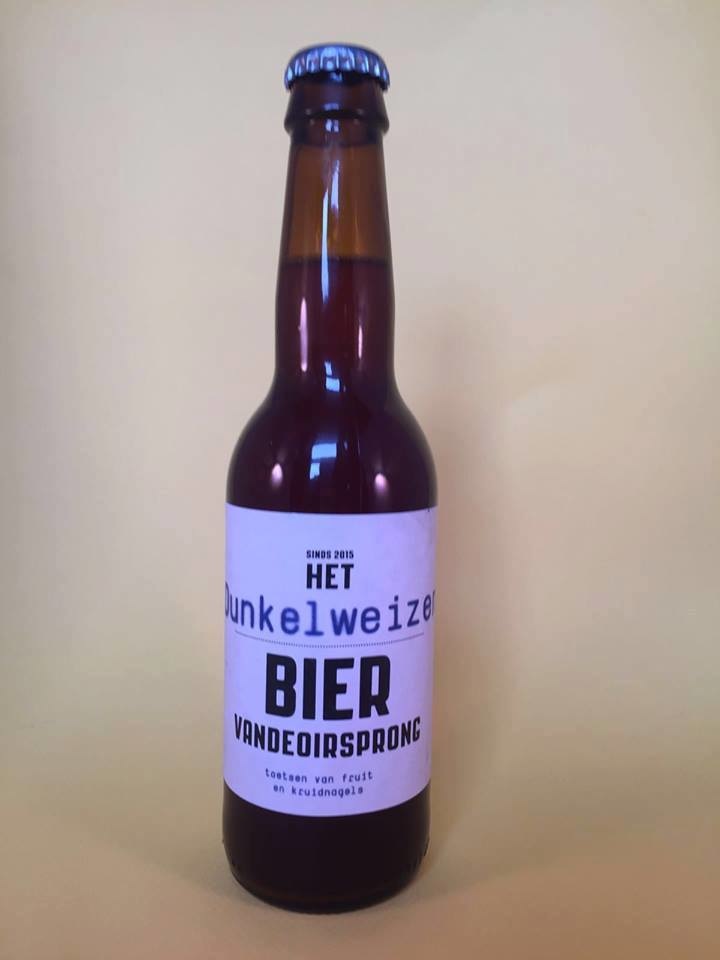 SINDS 2015
HET
Dunkelweizen
BIER
VANDEOIRSPRONG
toetsen van fruit
en kruidnagels